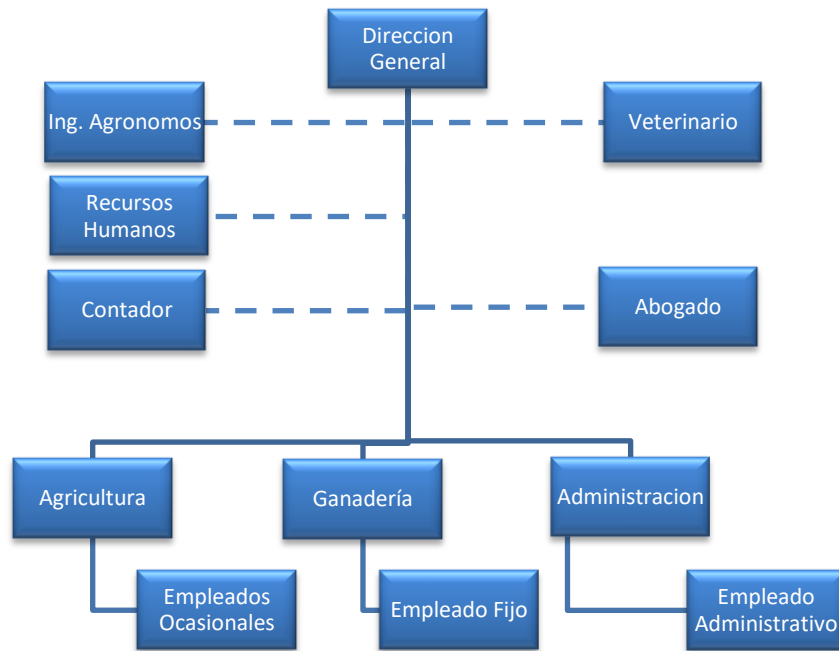 Direccion
General
Ing. Agronomos
Veterinario
Recursos
Humanos
Contador
Abogado
Agricultura
Ganadería
Administracion
Empleados
Ocasionales
Empleado Fijo
Empleado
Administrativo